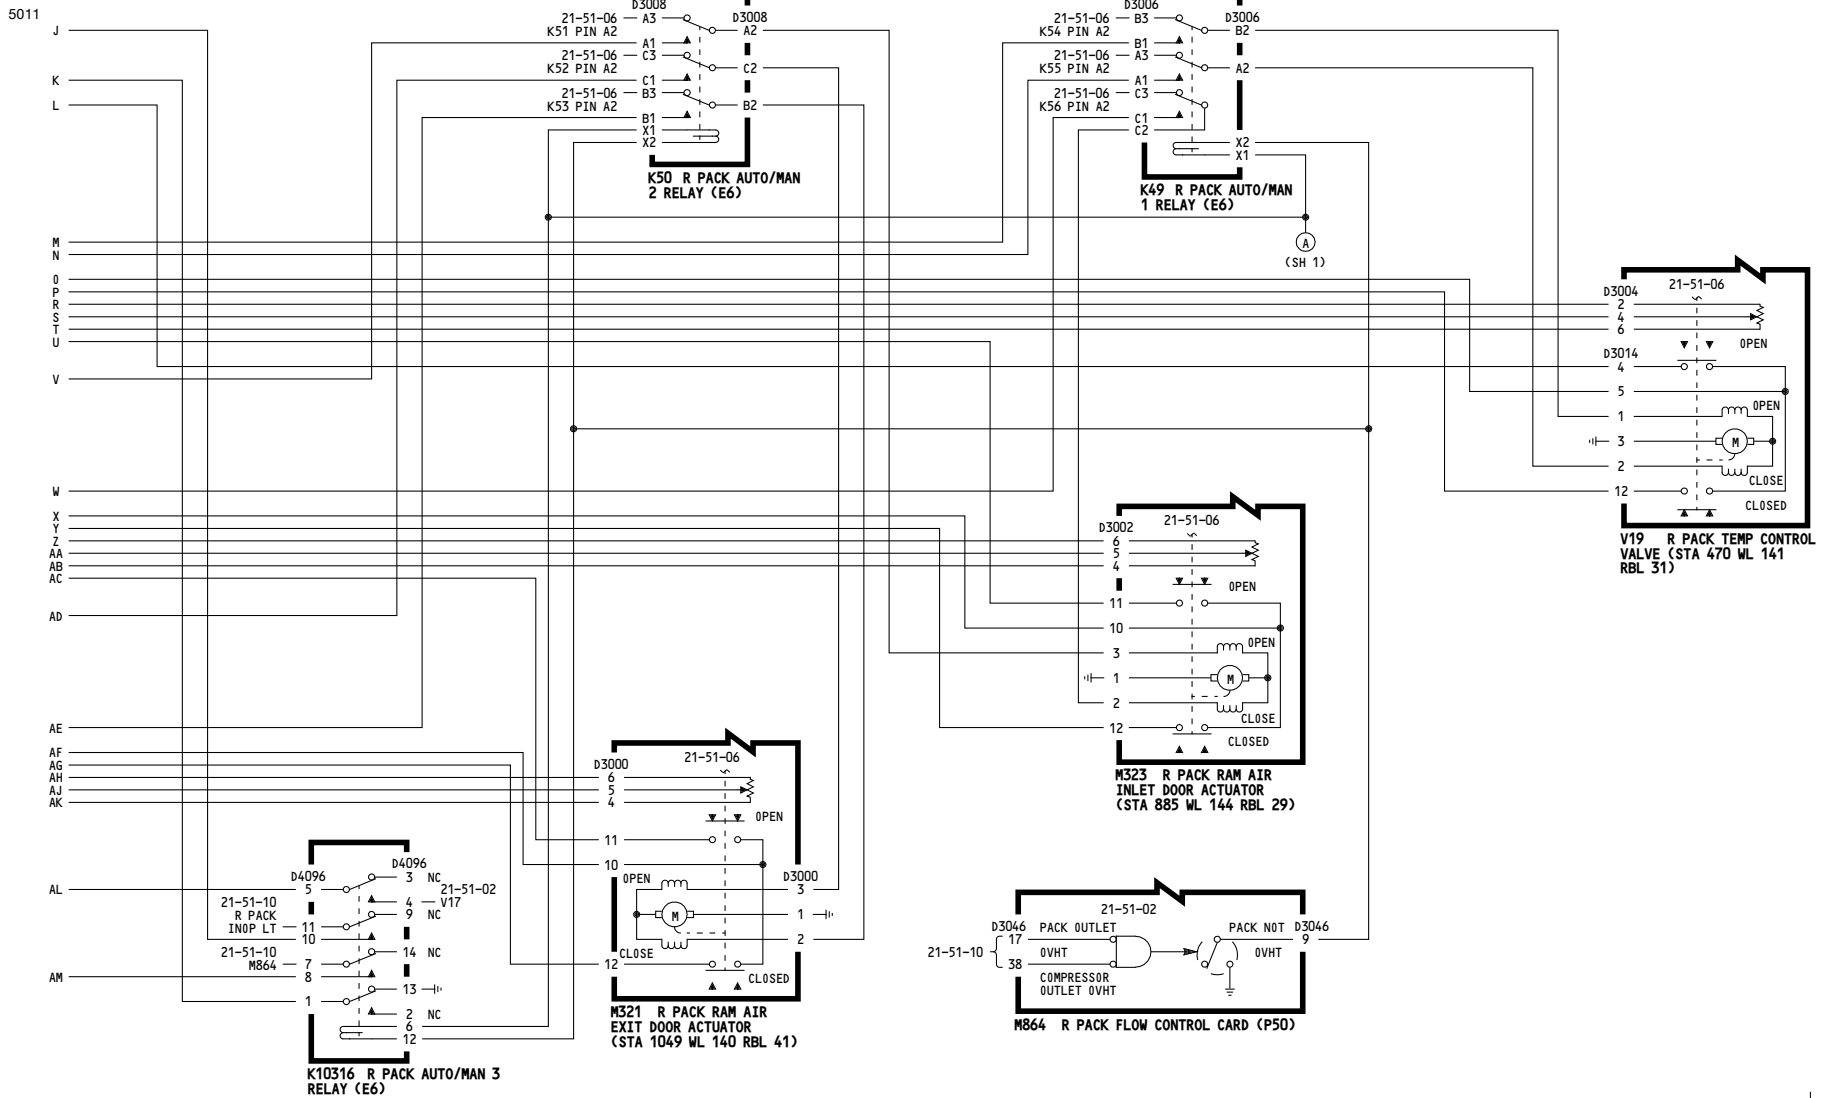 5011
J
K
L
M
N
O
P
R
S
T
U
V
W
X
Y
Z
AA
AB
AC
AD
AE
AF
AG
AH
AJ
AK
AL
AM
D3008
D3008
21-51-06 A3
K51 PIN A2
A2
A1
21-51-06 C3
K52 PIN A2
C2
C1
21-51-06 B3
K53 PIN A2
B2
B1
X1
X2
K50 R PACK AUTO/MAN
2 RELAY (E6)
D3006
D3006
21-51-06 B3
K54 PIN A2
B2
B1
21-51-06 A3
K55 PIN A2
A2
A1
21-51-06 C3
K56 PIN A2
C1
C2
X2
X1
K49 R PACK AUTO/MAN
1 RELAY (E6)
A
(SH 1)
D3004
21-51-06
2
4
6
OPEN
D3014
4
5
1
OPEN
3
M
2
CLOSE
12
CLOSED
V19 R PACK TEMP CONTROL
VALVE (STA 470 WL 141
RBL 31)
D3002
21-51-06
6
5
4
OPEN
11
10
3
OPEN
1
M
2
CLOSE
12
CLOSED
M323 R PACK RAM AIR
INLET DOOR ACTUATOR
(STA 885 WL 144 RBL 29)
D3000
21-51-06
6
5
4
OPEN
11
10
D3000
OPEN
3
M
1
2
CLOSE
12
CLOSED
M321 R PACK RAM AIR
EXIT DOOR ACTUATOR
(STA 1049 WL 140 RBL 41)
D4096
D4096
3 NC
5
21-51-02
4 V17
21-51-10
R PACK
INOP LT 11
9 NC
10
21-51-10
M864 7
14 NC
8
13
1
2 NC
6
12
K10316 R PACK AUTO/MAN 3
RELAY (E6)
21-51-02
D3046
D3046
17 PACK OUTLET
OVHT
PACK NOT
OVHT
9
21-51-10
38
COMPRESSOR
OUTLET OVHT
M864 R PACK FLOW CONTROL CARD (P50)